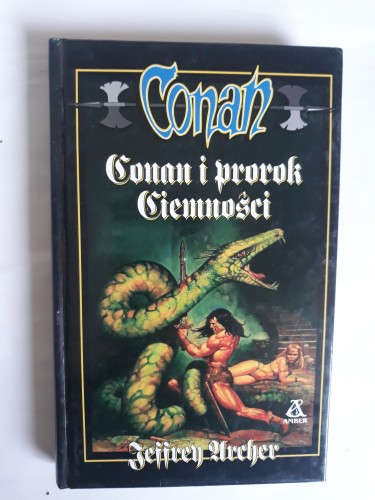 Conan
Conan i prorok
Ciemności
AMBER
Jeffrey Archer